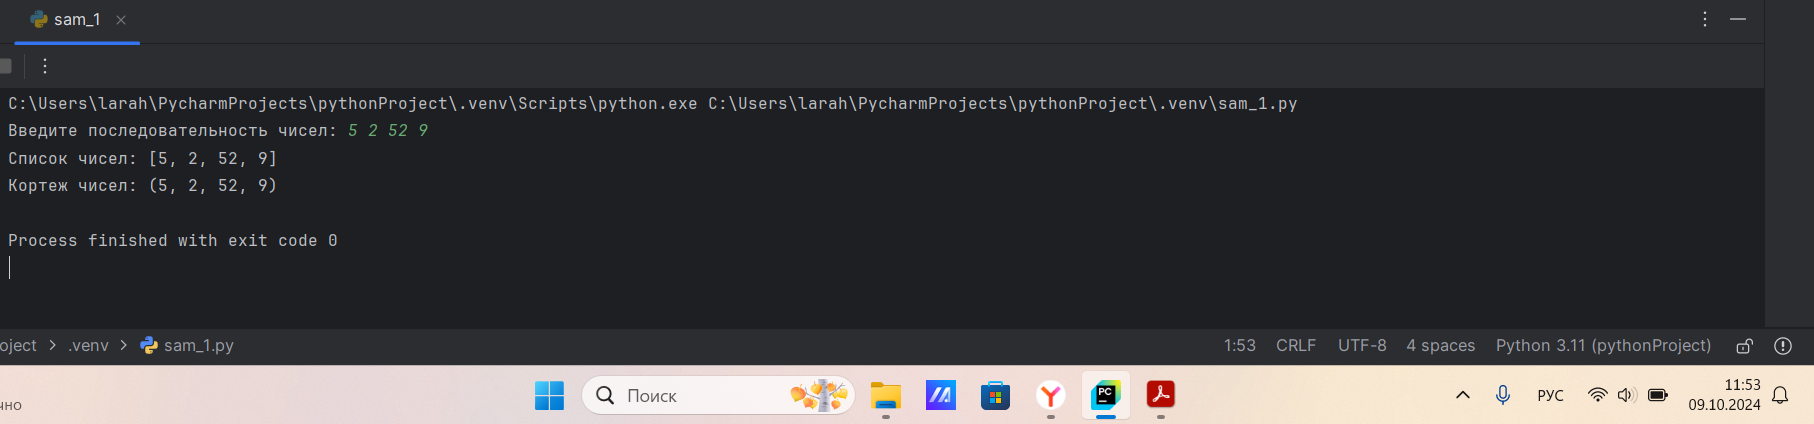 sam_1
C:\Users\larah\PycharmProjects\pythonProject\.venv\Scripts\python.exe C:\Users\larah\PycharmProjects\pythonProject\.venv\sam_1.py
Введите последовательность чисел: 5 2 52 9
Список чисел: [5, 2, 52, 9]
Кортеж чисел: (5, 2, 52, 9)
Process finished with exit code 0
oject > .venv > sam_1.py 1:53 CRLF UTF-8 4 spaces Python 3.11 (pythonProject)
Поиск PC РУС 11:53
чно 09.10.2024